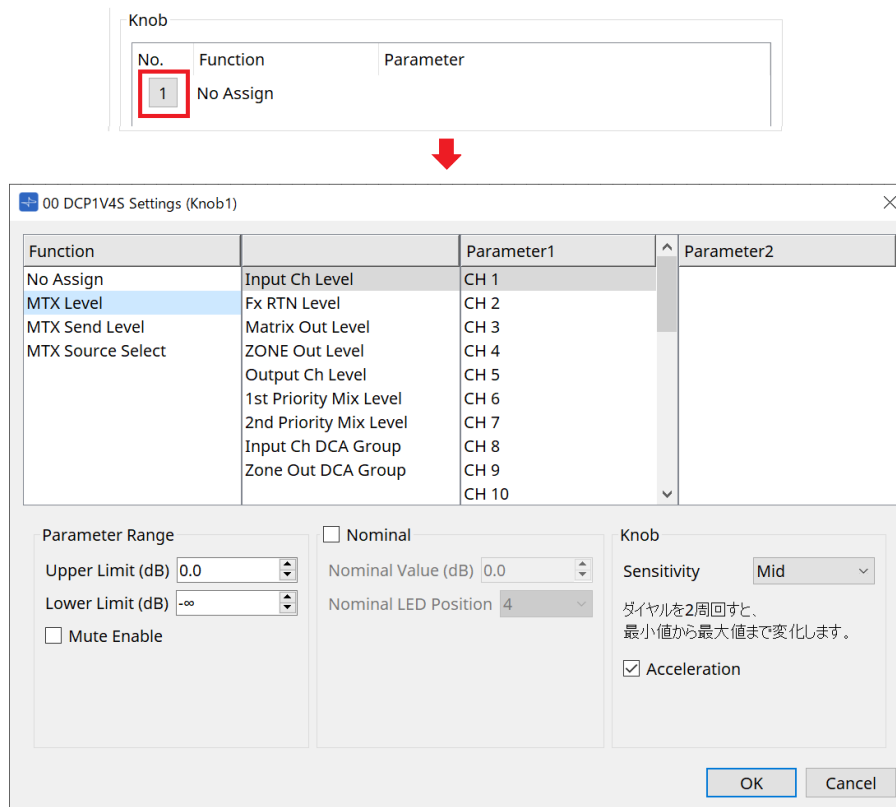 Knob
No. Function Parameter
1 No Assign
00 DCP1V4S Settings (Knob1)
Function Parameter1 Parameter2
No Assign Input Ch Level CH 1
MTX Level Fx RTN Level CH 2
MTX Send Level Matrix Out Level CH 3
MTX Source Select ZONE Out Level CH 4
Output Ch Level CH 5
1st Priority Mix Level CH 6
2nd Priority Mix Level CH 7
Input Ch DCA Group CH 8
Zone Out DCA Group CH 9
CH 10
Parameter Range Nominal Knob
Upper Limit (dB) 0.0 Nominal Value (dB) 0.0 Sensitivity Mid
Lower Limit (dB) -∞ Nominal LED Position 4 ダイヤルを2周回すと、
最小値から最大値まで変化します。
Mute Enable
Acceleration
OK Cancel